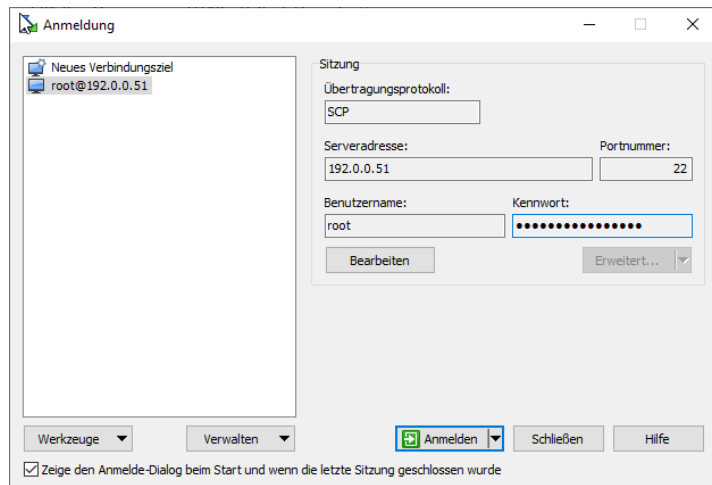 Anmeldung
Neues Verbindungsziel
root@192.0.0.51
Sitzung
Übertragungsprotokoll:
SCP
Serveradresse:
Portnummer:
192.0.0.51
22
Benutzername:
Kennwort:
root
••••••••••••••••
Bearbeiten
Erweitert...
Werkzeuge
Verwalten
Anmelden
Schließen
Hilfe
Zeige den Anmelde-Dialog beim Start und wenn die letzte Sitzung geschlossen wurde